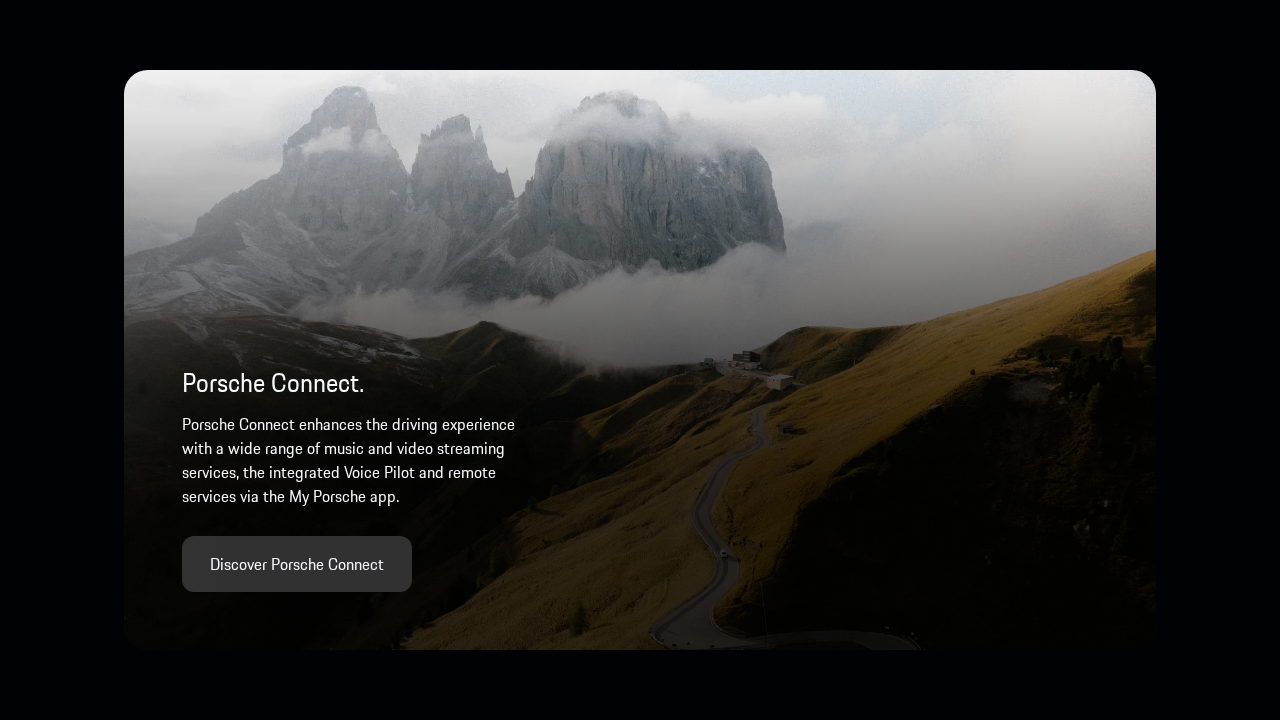 Porsche Connect.
Porsche Connect enhances the driving experience
with a wide range of music and video streaming
services, the integrated Voice Pilot and remote
services via the My Porsche app.
Discover Porsche Connect